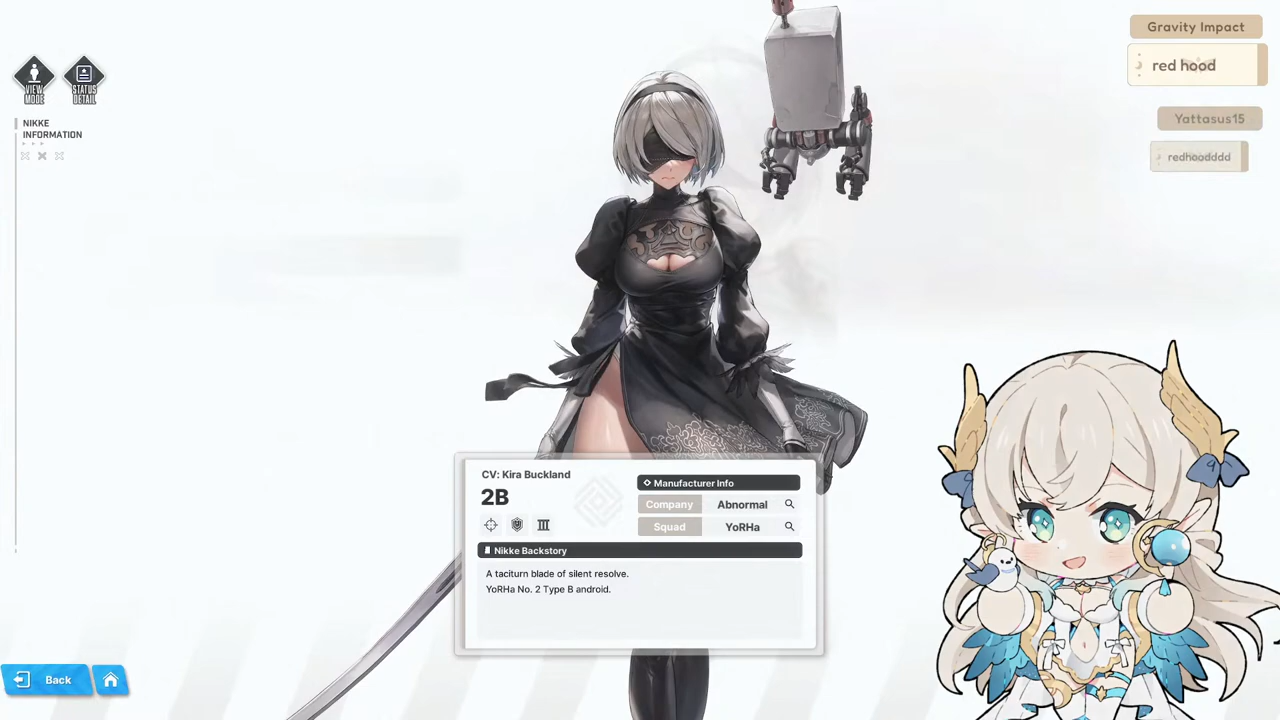 VIEW
MODE
STATUS
DETAIL
NIKKE
INFORMATION
Gravity Impact
red hood
Yattasus15
redhoodddd
CV: Kira Buckland
2B
Manufacturer Info
Company Abnormal
Squad YoRHa
Nikke Backstory
A taciturn blade of silent resolve.
YoRHa No. 2 Type B android.
Back